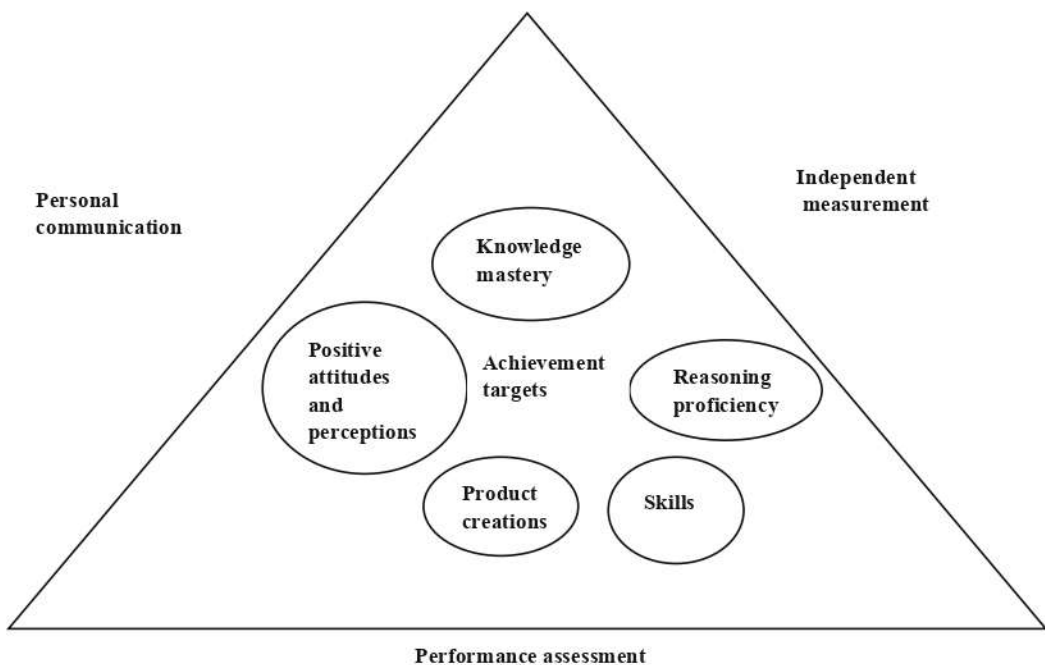 Personal
communication
Independent
measurement
Knowledge
mastery
Positive
attitudes
and
perceptions
Achievement
targets
Reasoning
proficiency
Product
creations
Skills
Performance assessment